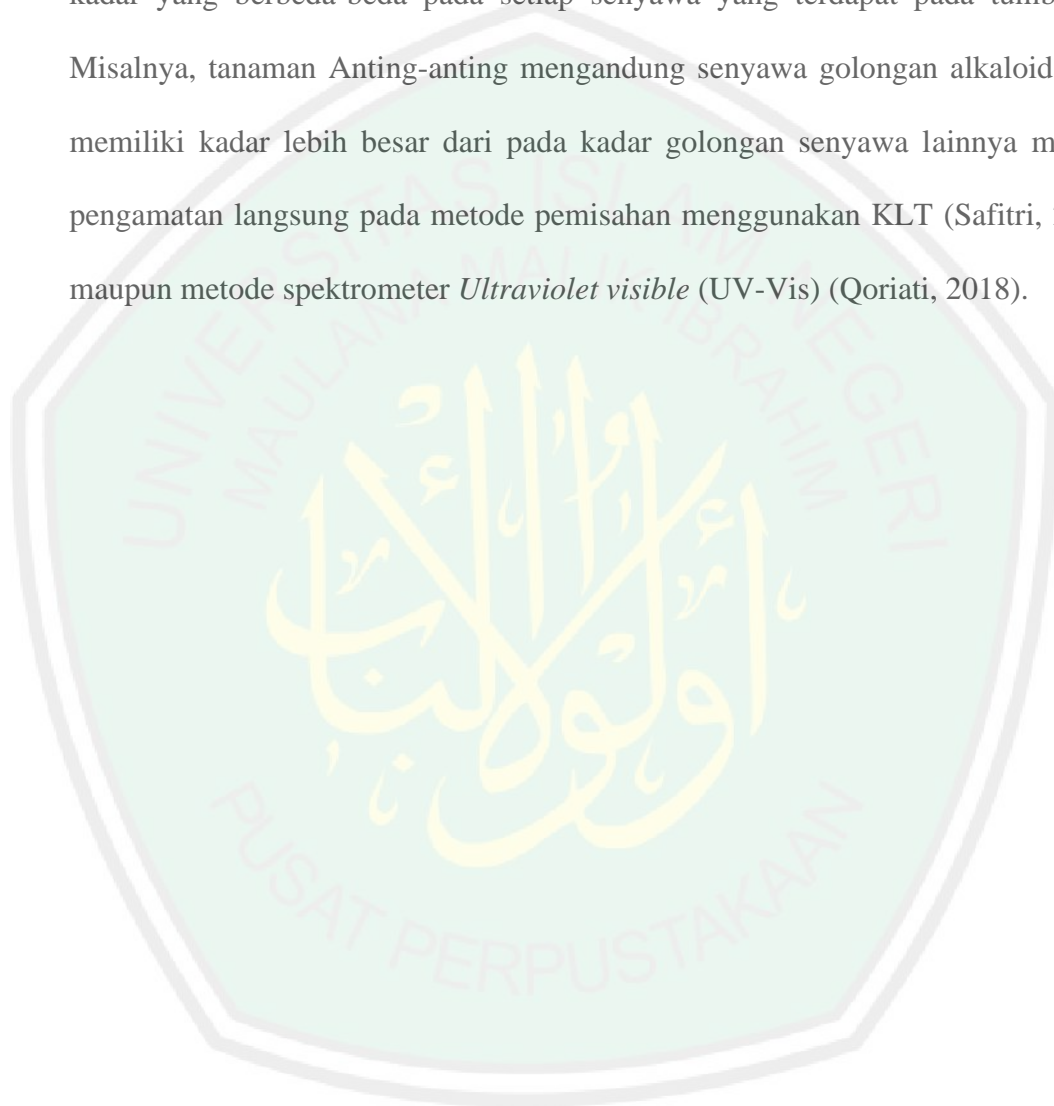 kadar yang berbeda-beda pada setiap senyawa yang terdapat pada
Misalnya, tanaman Anting-anting mengandung senyawa golongan alkaloid
memiliki kadar lebih besar dari pada kadar golongan senyawa lainnya
pengamatan langsung pada metode pemisahan menggunakan KLT (Safitri,
maupun metode spektrometer Ultraviolet visible (UV-Vis) (Qoriati, 2018).
UNIVERSITAS ISLAM NEGERI
MAULANA MALIK IBRAHIM
أولوا الألباب
PUSAT PERPUSTAKAAN